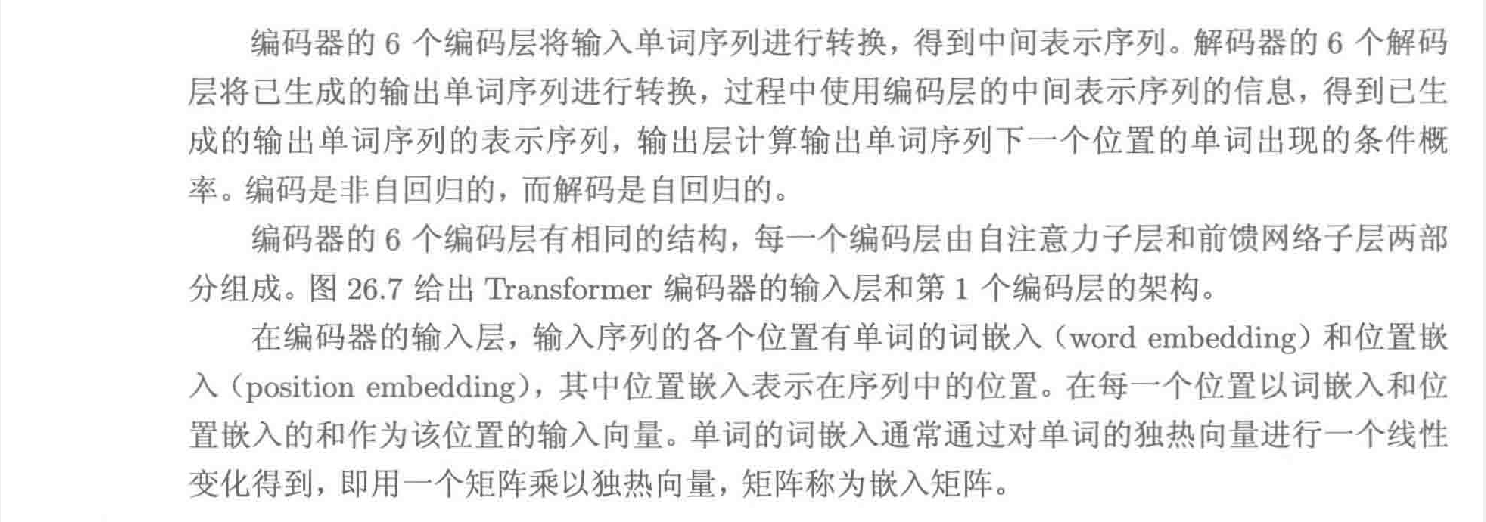 编码器的 6 个编码层将输入单词序列进行转换，得到中间表示序列。解码器的 6 个解码
层将已生成的输出单词序列进行转换，过程中使用编码层的中间表示序列的信息，得到已生
成的输出单词序列的表示序列，输出层计算输出单词序列下一个位置的单词出现的条件概
率。编码是非自回归的，而解码是自回归的。
编码器的 6 个编码层有相同的结构，每一个编码层由自注意力子层和前馈网络子层两部
分组成。图 26.7 给出 Transformer 编码器的输入层和第 1 个编码层的架构。
在编码器的输入层，输入序列的各个位置有单词的词嵌入（word embedding）和位置嵌
入（position embedding），其中位置嵌入表示在序列中的位置。在每一个位置以词嵌入和位
置嵌入的和作为该位置的输入向量。单词的词嵌入通常通过对单词的独热向量进行一个线性
变化得到，即用一个矩阵乘以独热向量，矩阵称为嵌入矩阵。